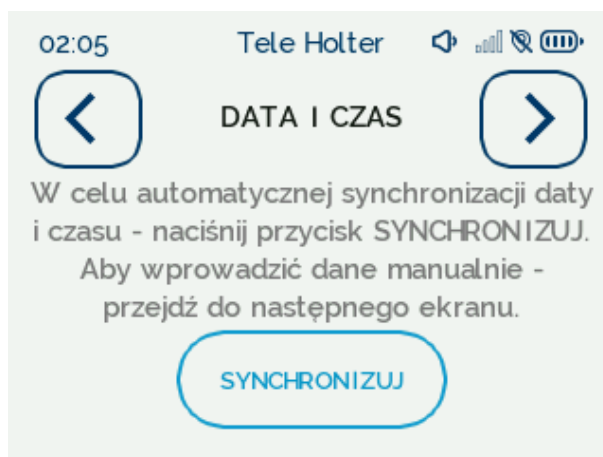 02:05 Tele Holter
DATA I CZAS
W celu automatycznej synchronizacji daty
i czasu - naciśnij przycisk SYNCHRONIZUJ.
Aby wprowadzić dane manualnie -
przejdź do następnego ekranu.
SYNCHRONIZUJ